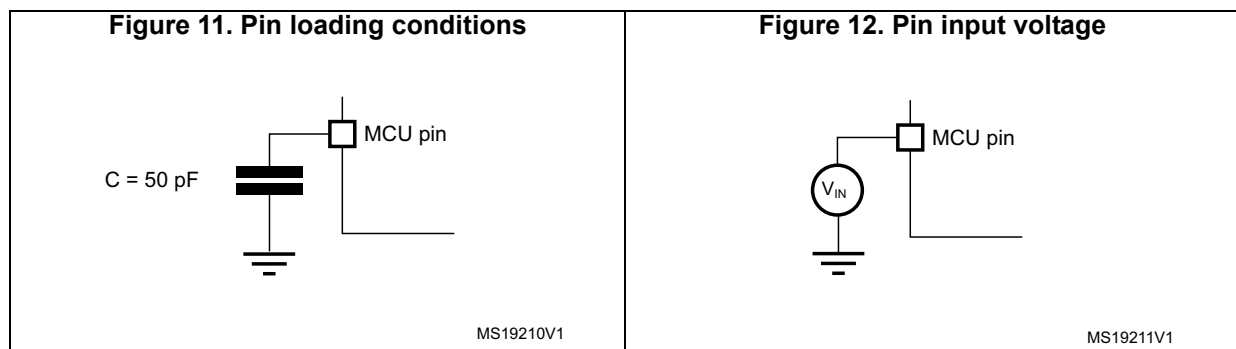 Figure 11. Pin loading conditions
MCU pin
C = 50 pF
MS19210V1
Figure 12. Pin input voltage
MCU pin
VIN
MS19211V1